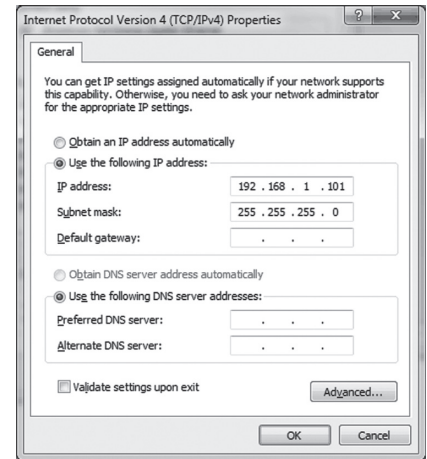 Internet Protocol Version 4 (TCP/IPv4) Properties
General
You can get IP settings assigned automatically if your network supports
this capability. Otherwise, you need to ask your network administrator
for the appropriate IP settings.
Obtain an IP address automatically
Use the following IP address:
IP address: 192 . 168 . 1 . 101
Subnet mask: 255 . 255 . 255 . 0
Default gateway: . . .
Obtain DNS server address automatically
Use the following DNS server addresses:
Preferred DNS server: . . .
Alternate DNS server: . . .
Validate settings upon exit
Advanced...
OK Cancel